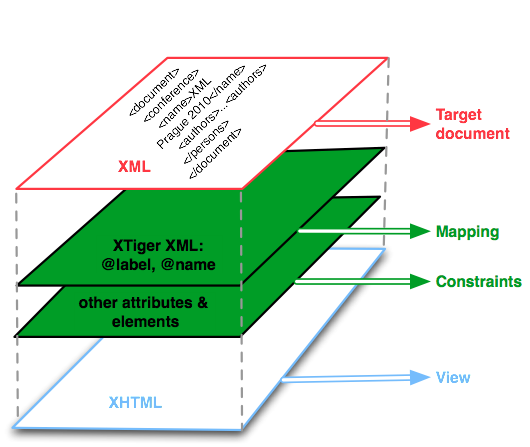 <document>
<conference>
<name>XML
Prague 2010</name>
<authors>...<authors>
</persons>
</document>
XML
Target
document
XTiger XML:
@label, @name
Mapping
other attributes &
elements
Constraints
XHTML
View